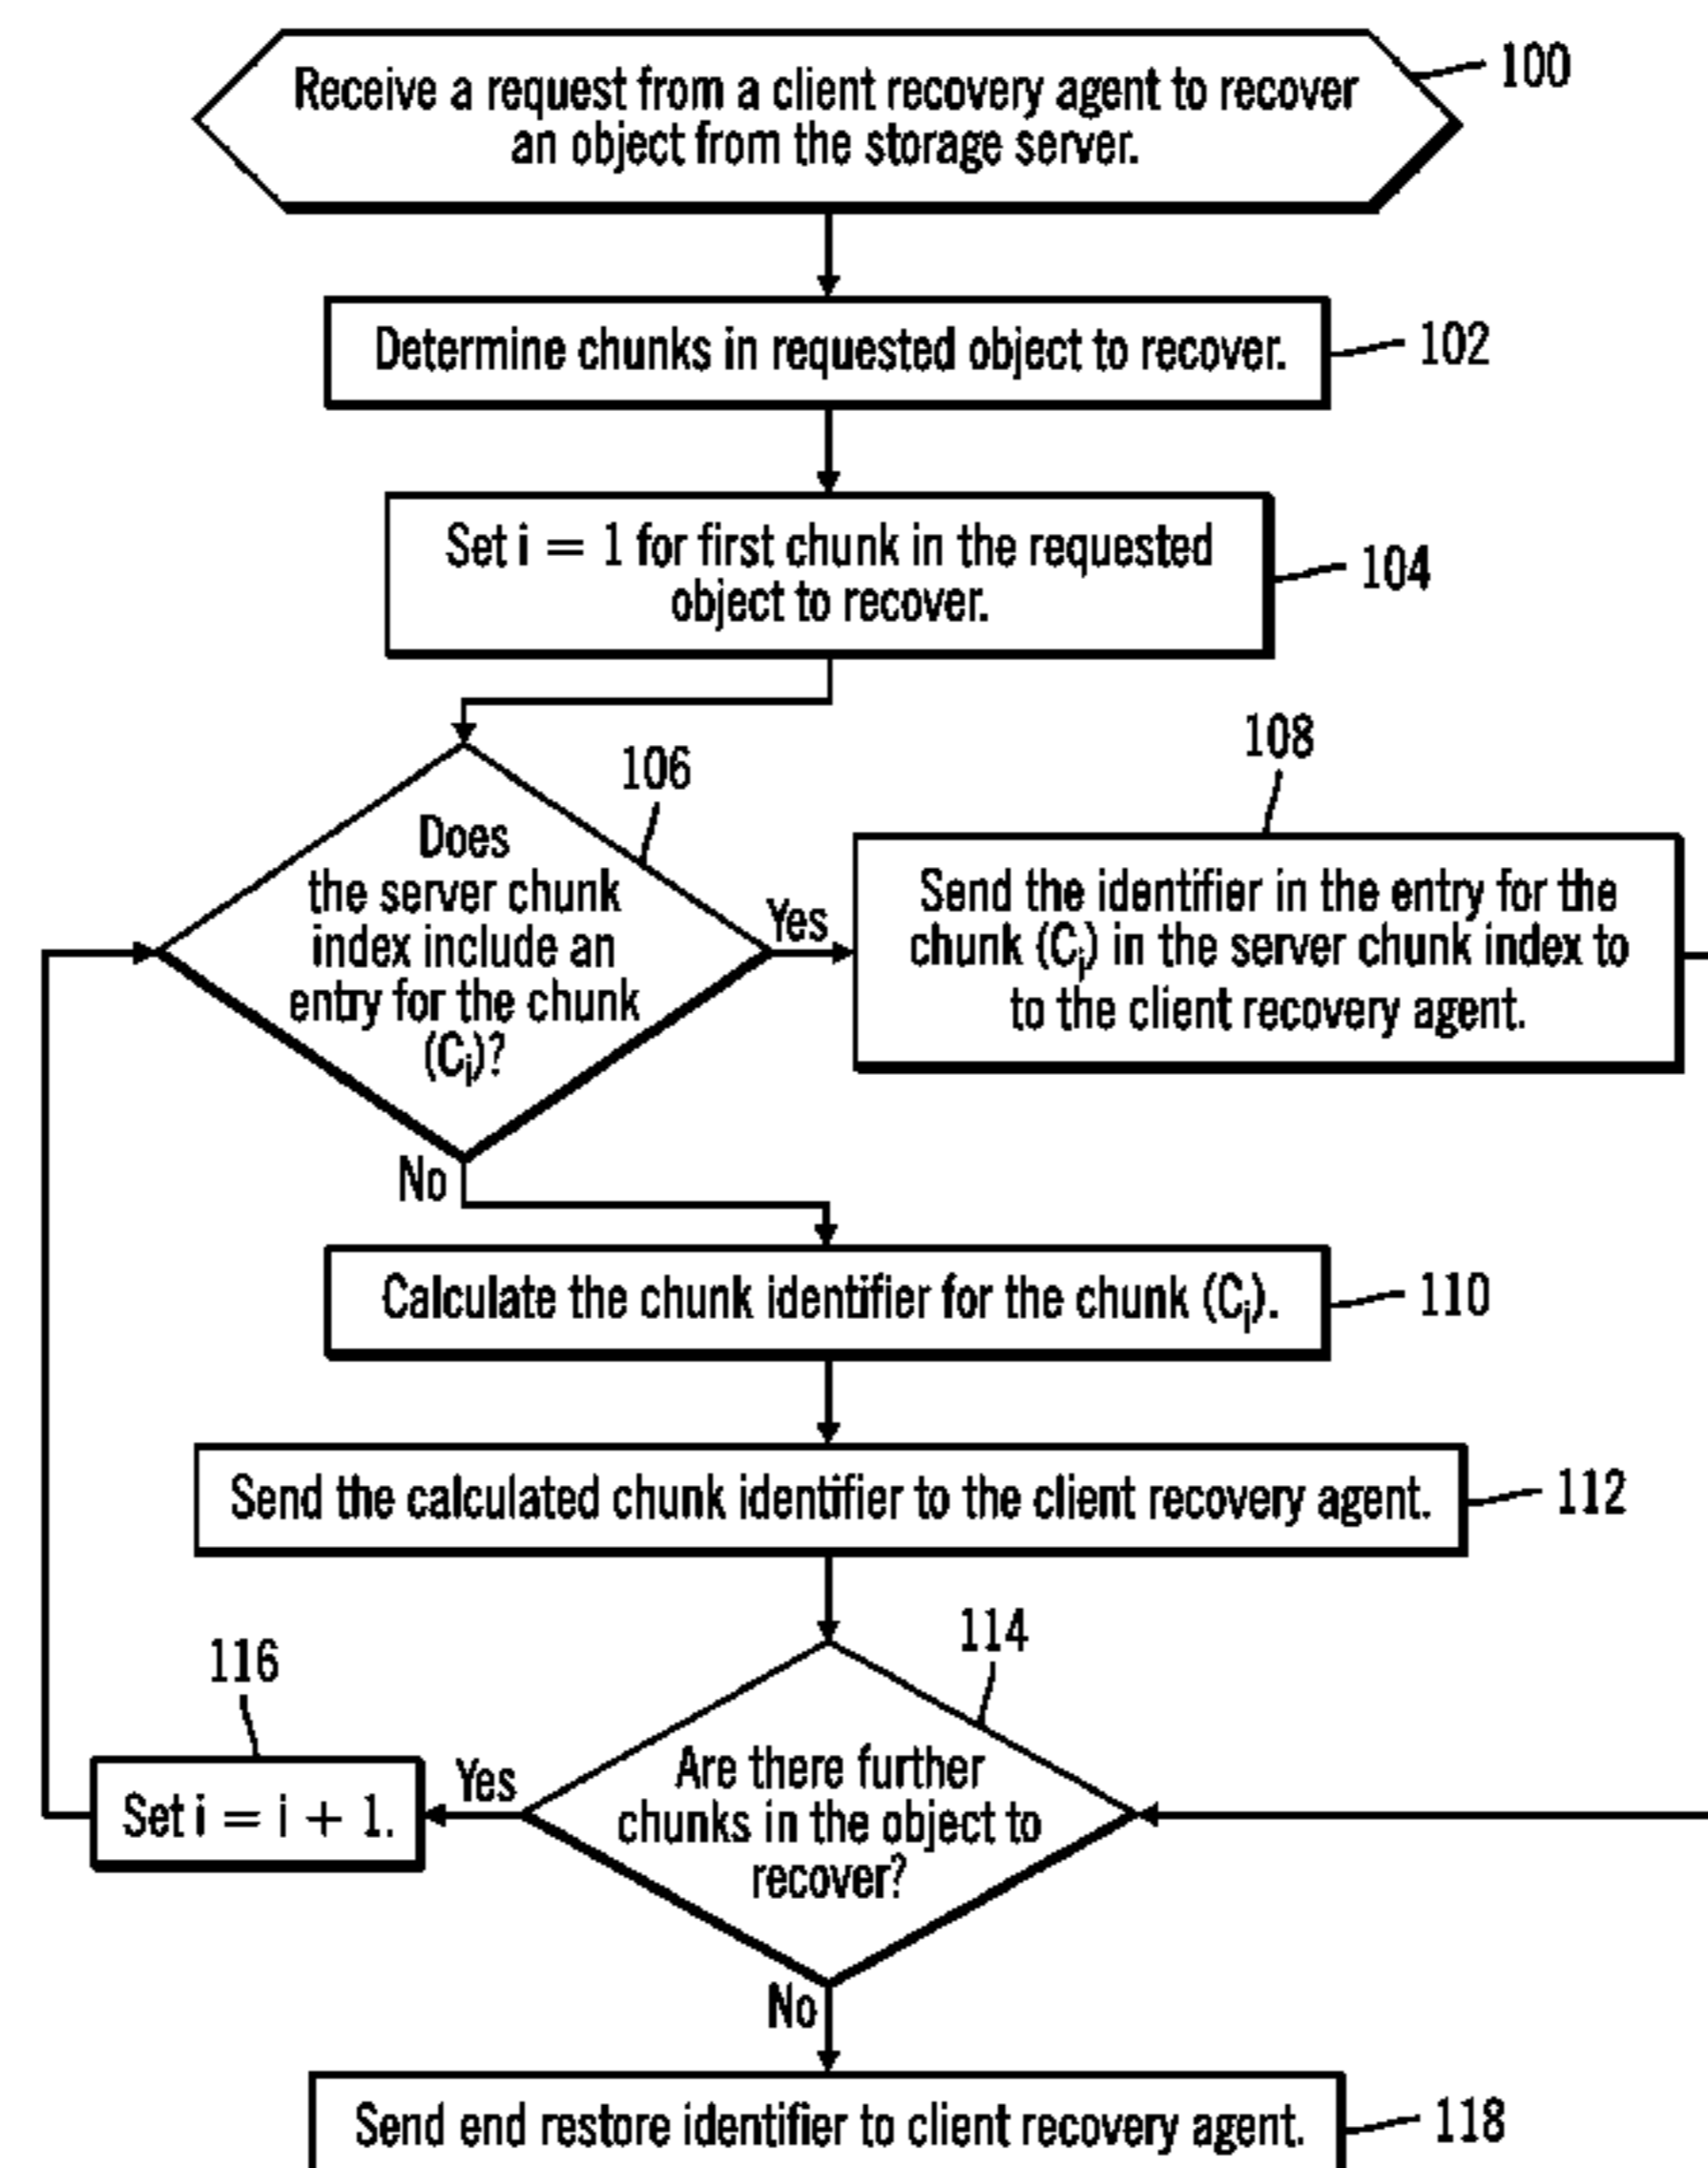 Receive a request from a client recovery agent to recover
an object from the storage server.
100
Determine chunks in requested object to recover.
102
Set i = 1 for first chunk in the requested
object to recover.
104
106
Does
the server chunk
index include an
entry for the chunk
(Ci)?
Yes
No
108
Send the identifier in the entry for the
chunk (Ci) in the server chunk index to
to the client recovery agent.
Calculate the chunk identifier for the chunk (Ci).
110
Send the calculated chunk identifier to the client recovery agent.
112
114
Are there further
chunks in the object to
recover?
Yes
116
Set i = i + 1.
No
Send end restore identifier to client recovery agent.
118